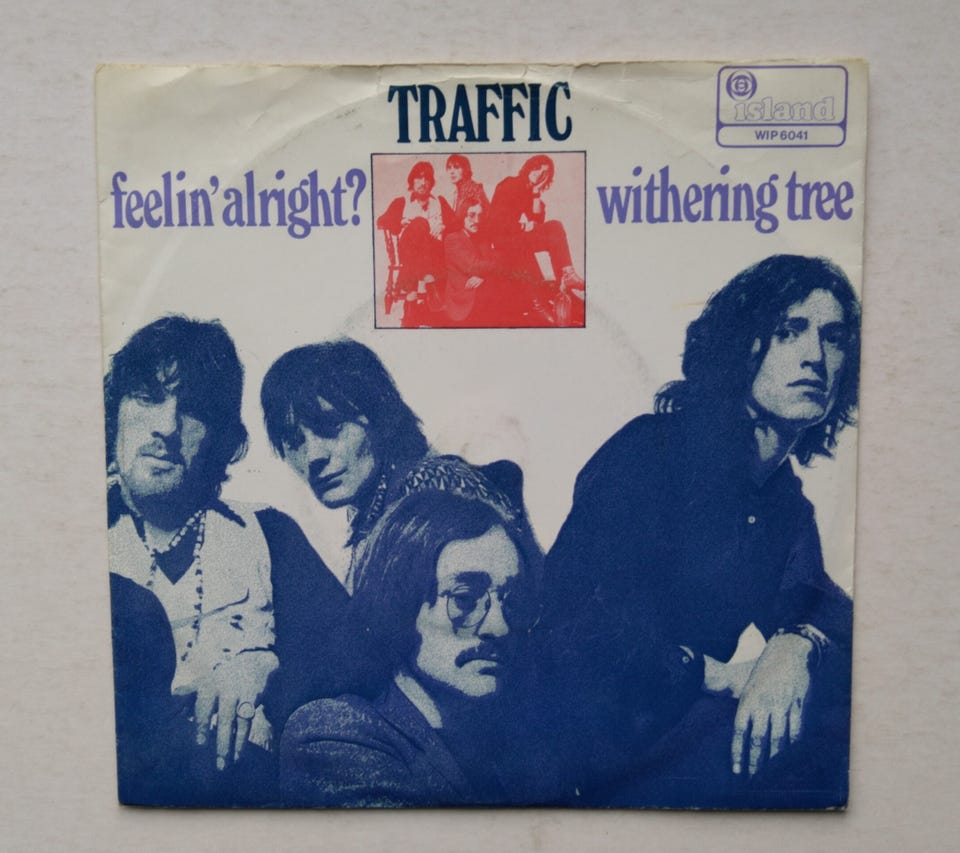 TRAFFIC
island
WIP 6041
feelin' alright?
withering tree